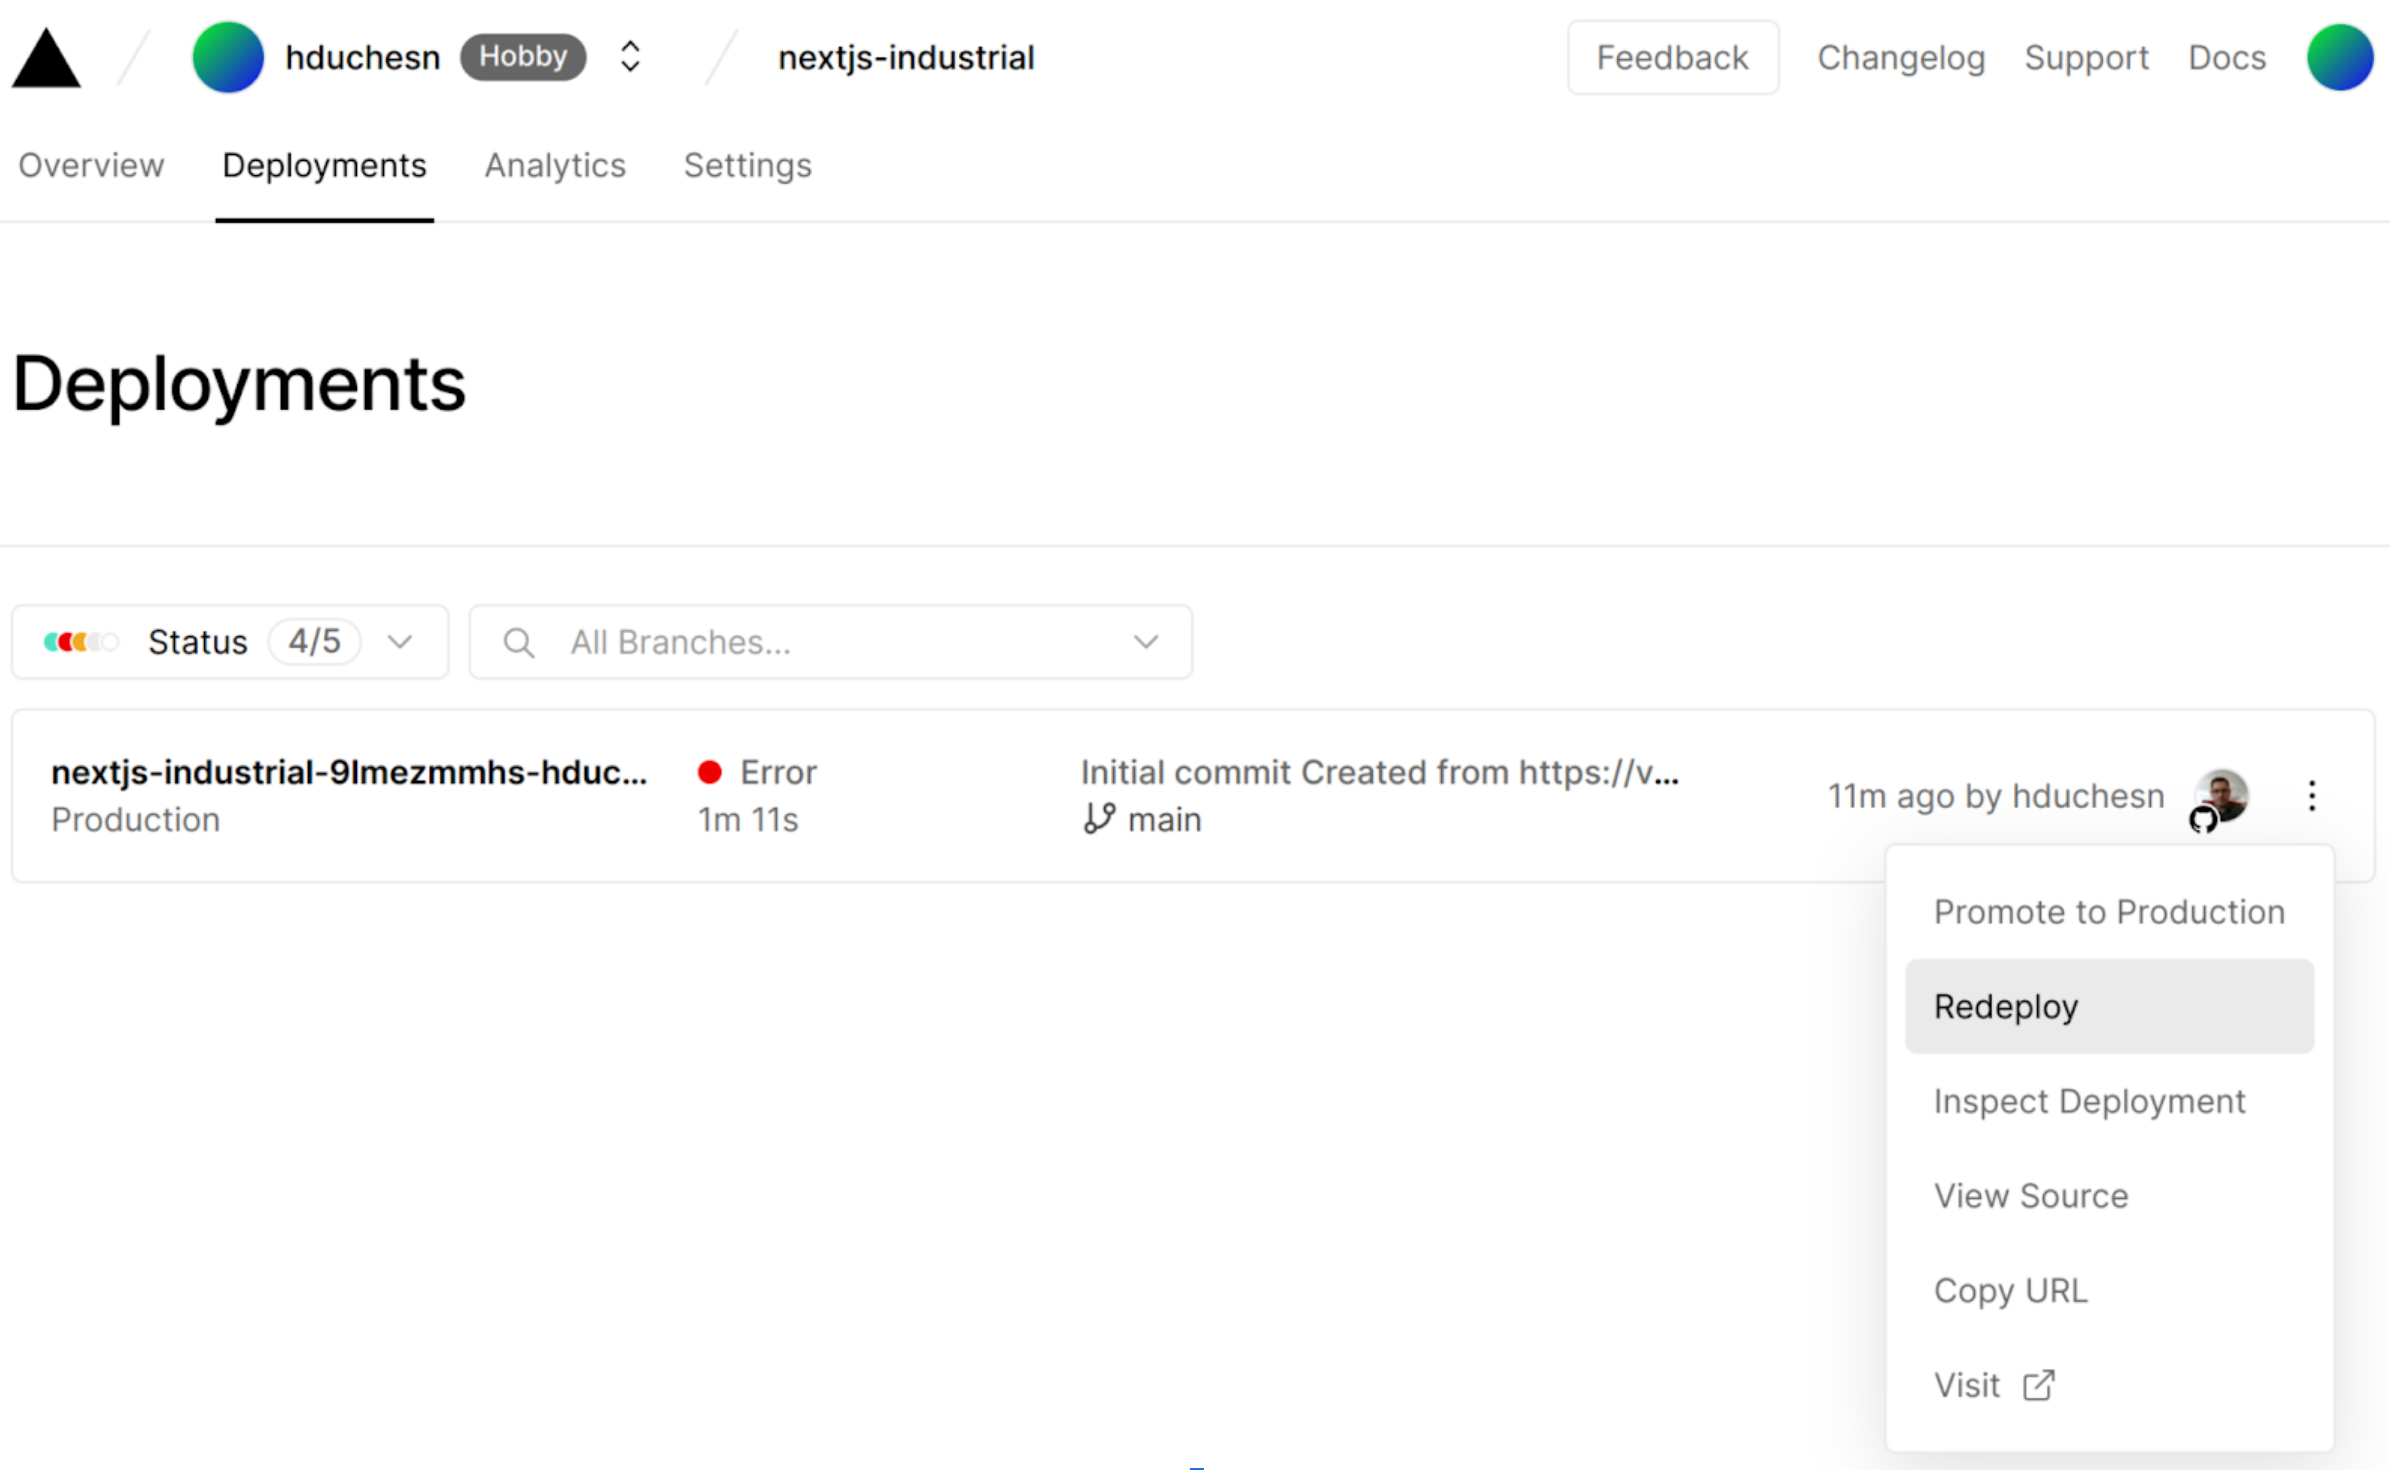 hduchesn Hobby nextjs-industrial Feedback Changelog Support Docs
Overview Deployments Analytics Settings
Deployments
Status 4/5 All Branches...
nextjs-industrial-9lmezmmhs-hduc... Error Initial commit Created from https://v...
11m ago by hduchesn
Production 1m 11s main
Promote to Production
Redeploy
Inspect Deployment
View Source
Copy URL
Visit